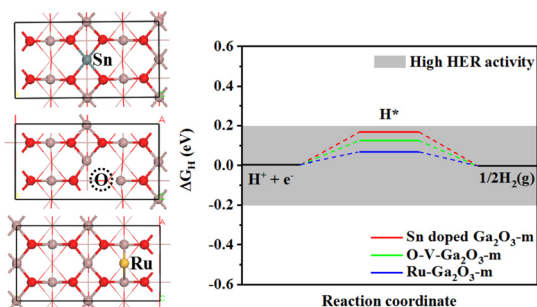 Sn
O
Ru
A
A
ΔG_H (eV)
0.6
0.4
0.2
0.0
-0.2
-0.4
-0.6
High HER activity
H*
H⁺ + e⁻
1/2H₂(g)
Sn doped Ga₂O₃-m
O-V-Ga₂O₃-m
Ru-Ga₂O₃-m
Reaction coordinate